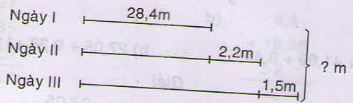 Ngày I 28,4m
Ngày II 2,2m ? m
Ngày III 1,5m